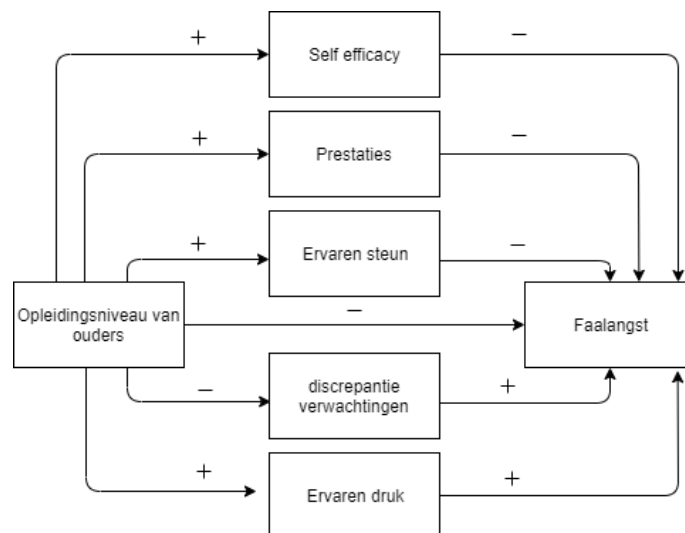 +
Self efficacy
−
+
Prestaties
−
+
Ervaren steun
−
Opleidingsniveau van
ouders
−
Faalangst
−
discrepantie
verwachtingen
+
+
Ervaren druk
+